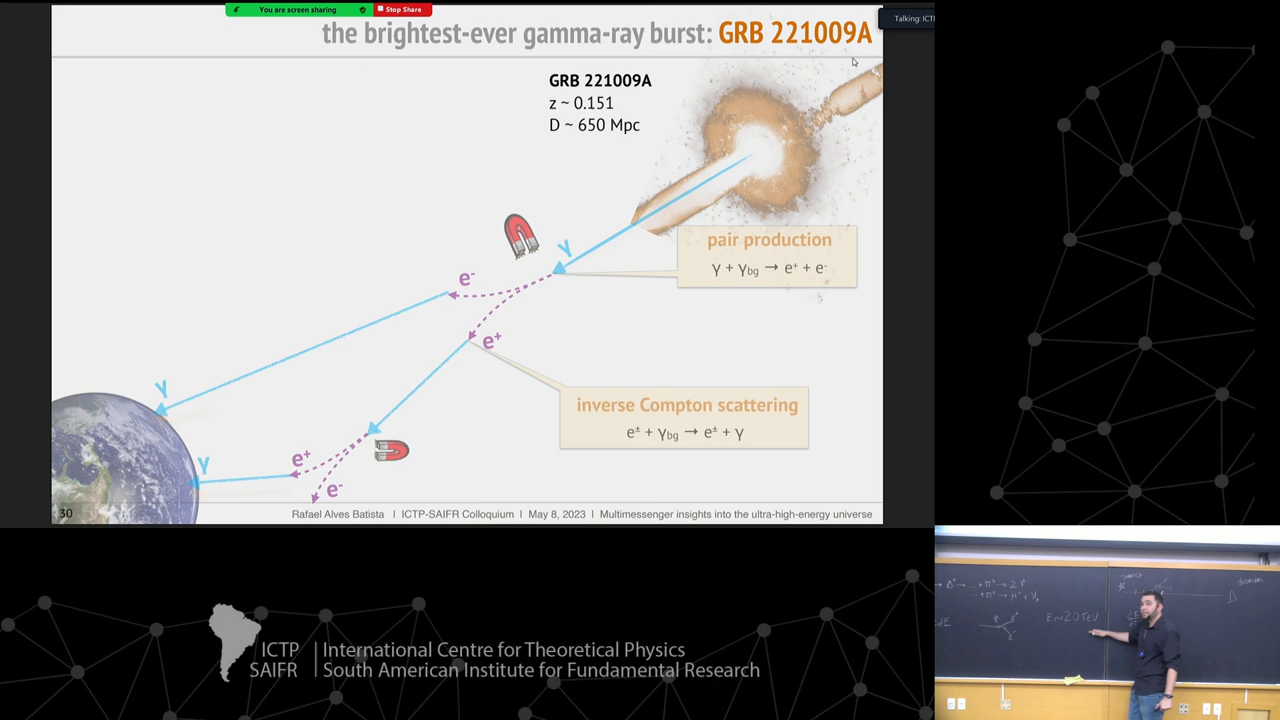 You are screen sharing
Stop Share
the brightest-ever gamma-ray burst: GRB 221009A
Talking: ICTP
GRB 221009A
z ~ 0.151
D ~ 650 Mpc
γ
pair production
γ + γbg → e⁺ + e⁻
e⁻
e⁺
γ
inverse Compton scattering
e± + γbg → e± + γ
γ
e⁺
e⁻
30
Rafael Alves Batista | ICTP-SAIFR Colloquium | May 8, 2023 | Multimessenger insights into the ultra-high-energy universe
E~20TeV
ICTP
SAIFR
International Centre for Theoretical Physics
South American Institute for Fundamental Research